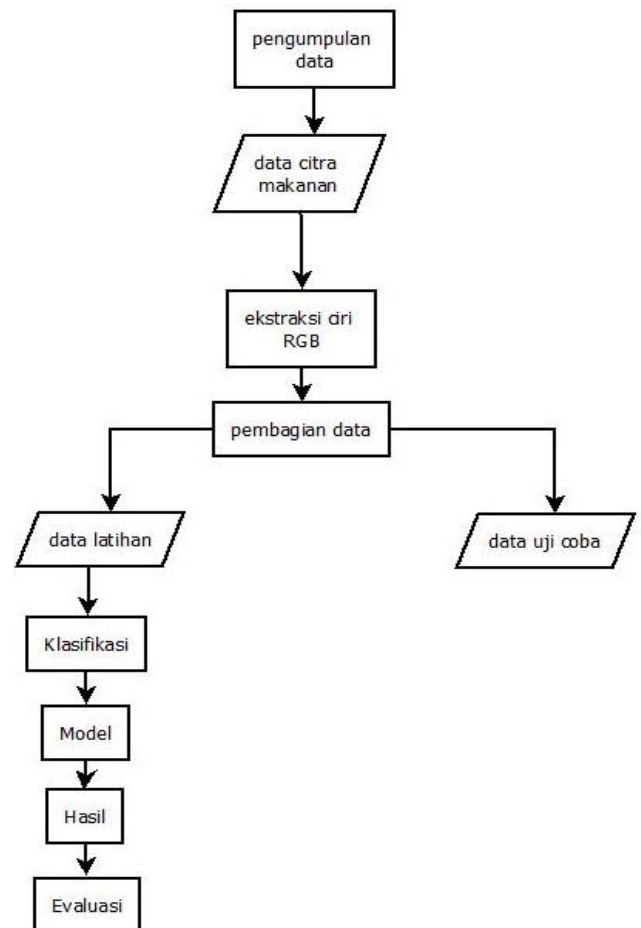 pengumpulan
data
data citra
makanan
ekstraksi ciri
RGB
pembagian data
data latihan
data uji coba
Klasifikasi
Model
Hasil
Evaluasi